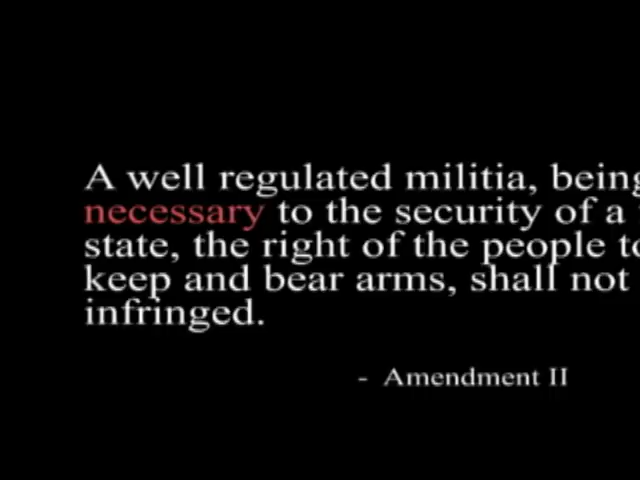 A well regulated militia, being
necessary to the security of a
state, the right of the people to
keep and bear arms, shall not
infringed.
- Amendment II